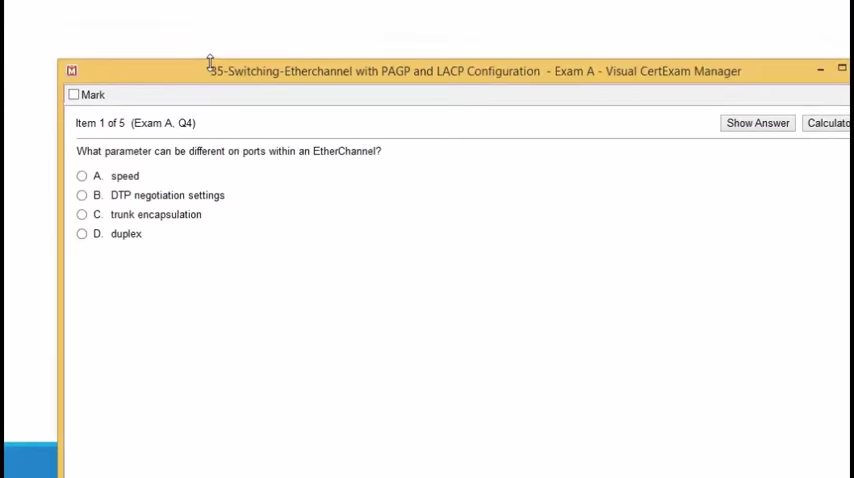 35-Switching-Etherchannel with PAGP and LACP Configuration - Exam A - Visual CertExam Manager
Mark
Item 1 of 5 (Exam A, Q4)
Show Answer
Calculato
What parameter can be different on ports within an EtherChannel?
A. speed
B. DTP negotiation settings
C. trunk encapsulation
D. duplex